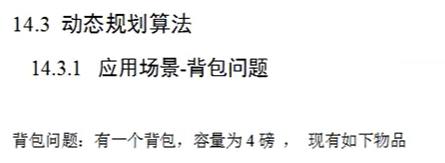 14.3 动态规划算法
14.3.1 应用场景-背包问题
背包问题：有一个背包，容量为 4 磅 ， 现有如下物品